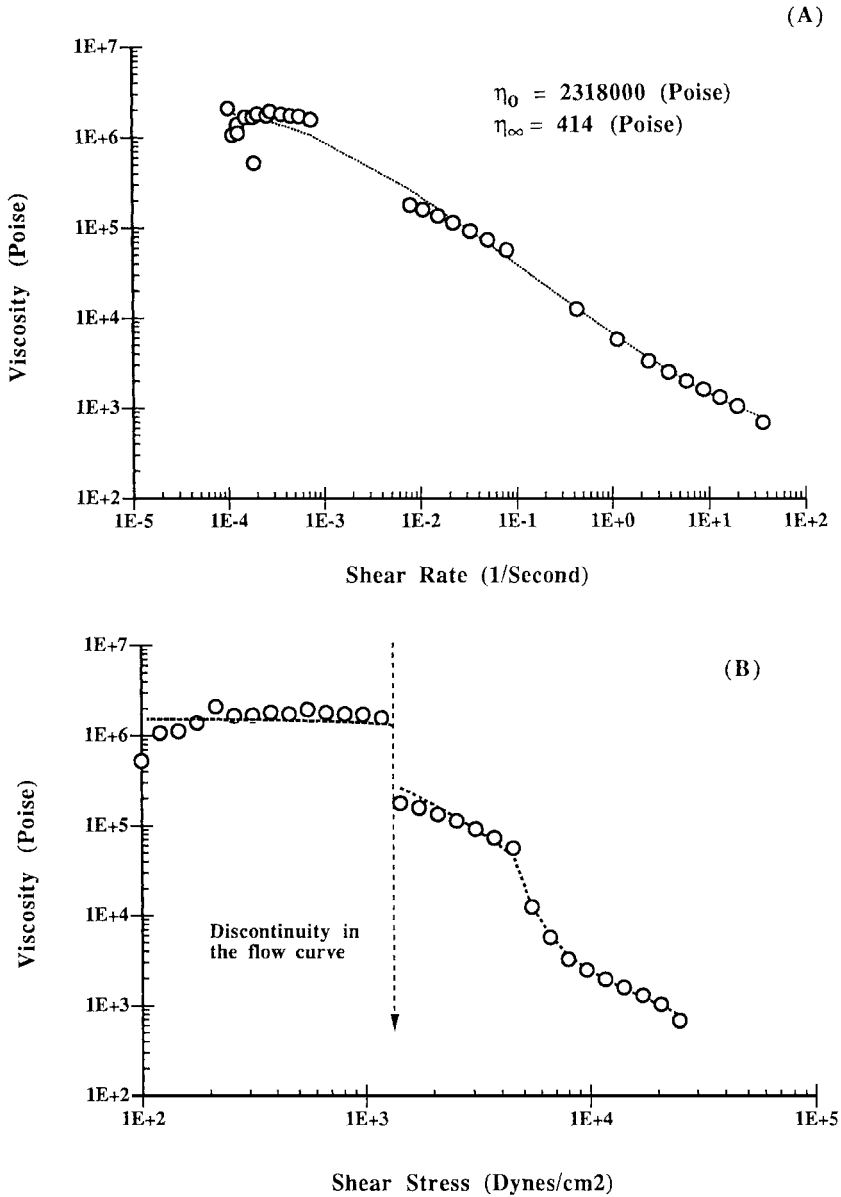 (A)
1E+7
1E+6
1E+5
1E+4
1E+3
1E+2
Viscosity (Poise)
η0 = 2318000 (Poise)
η∞ = 414 (Poise)
1E-5 1E-4 1E-3 1E-2 1E-1 1E+0 1E+1 1E+2
Shear Rate (1/Second)
(B)
1E+7
1E+6
1E+5
1E+4
1E+3
1E+2
Viscosity (Poise)
Discontinuity in
the flow curve
1E+2 1E+3 1E+4 1E+5
Shear Stress (Dynes/cm2)